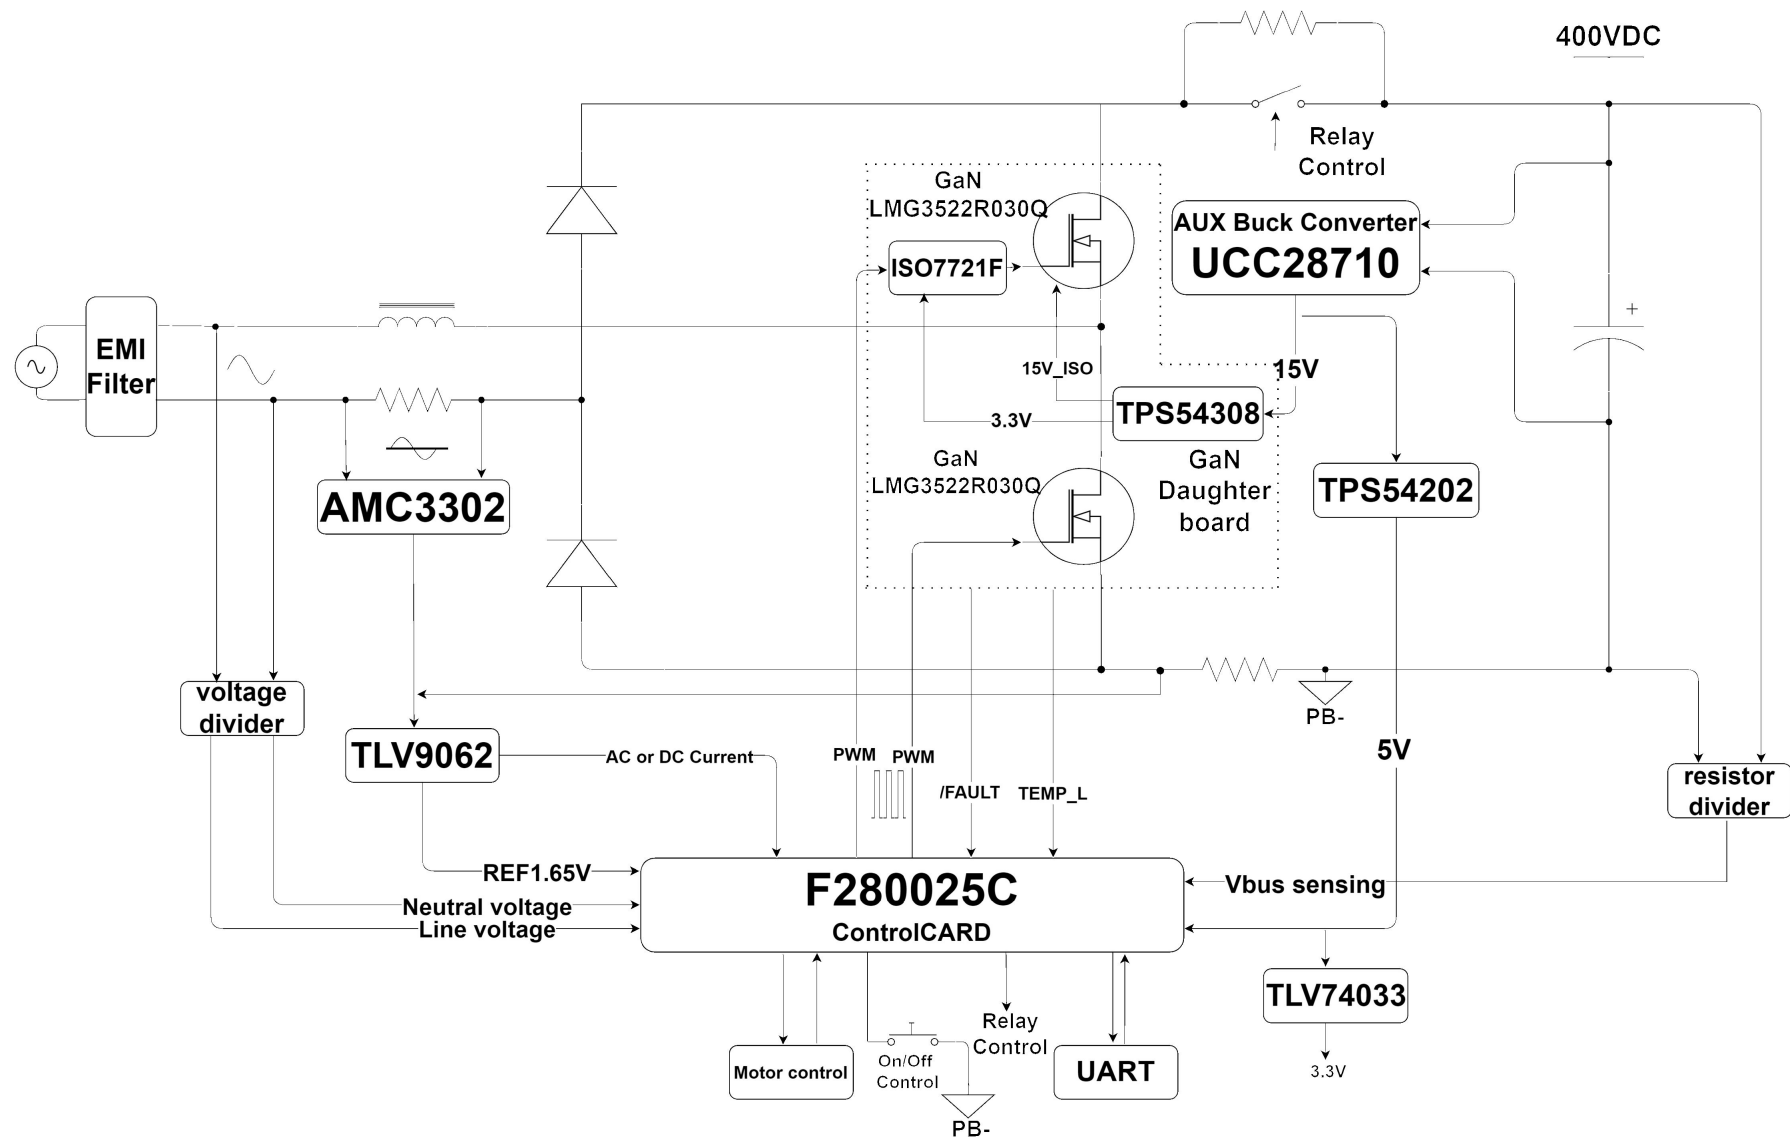 400VDC
Relay
Control
GaN
LMG3522R030Q
AUX Buck Converter
UCC28710
ISO7721F
+
EMI
Filter
15V_ISO
15V
TPS54308
3.3V
GaN
LMG3522R030Q
GaN
Daughter
board
TPS54202
AMC3302
voltage
divider
PB-
TLV9062
AC or DC Current
PWM
PWM
5V
/FAULT
TEMP_L
resistor
divider
REF1.65V
F280025C
ControlCARD
Vbus sensing
Neutral voltage
Line voltage
TLV74033
Relay
Control
On/Off
Control
Motor control
UART
3.3V
PB-